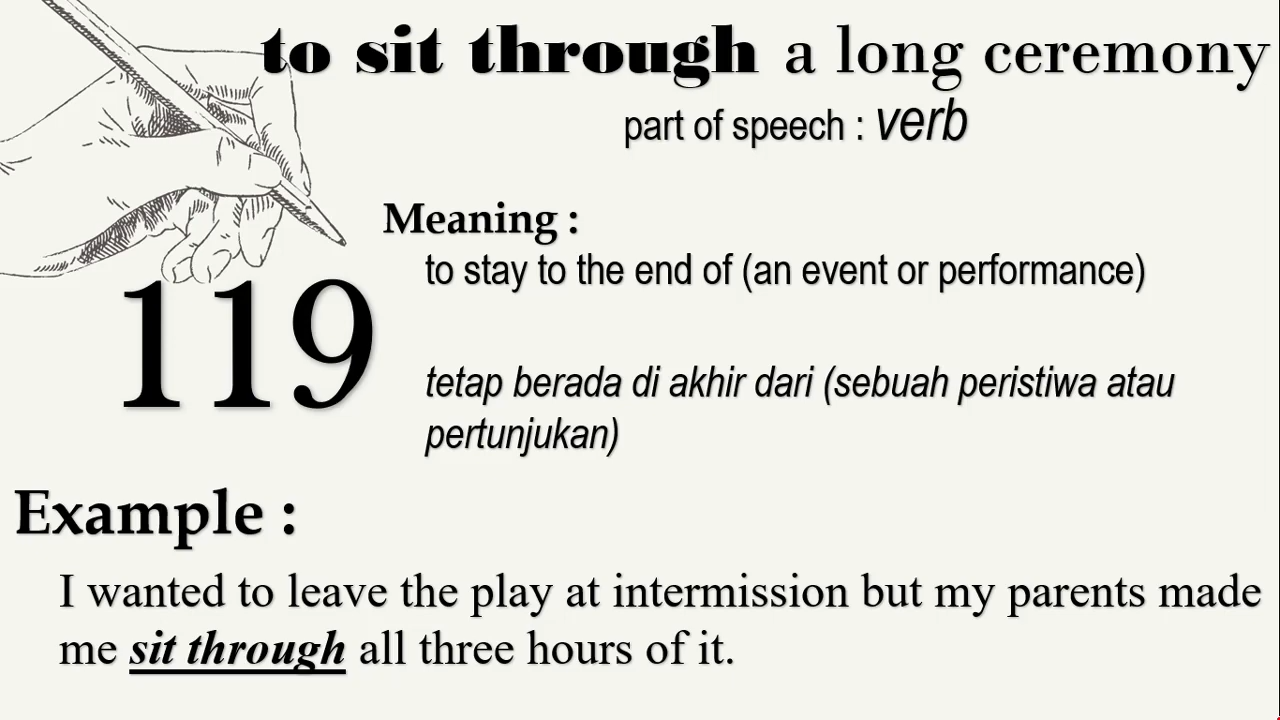 to sit through a long ceremony
part of speech : verb
Meaning :
to stay to the end of (an event or performance)
119
tetap berada di akhir dari (sebuah peristiwa atau
pertunjukan)
Example :
I wanted to leave the play at intermission but my parents made
me sit through all three hours of it.